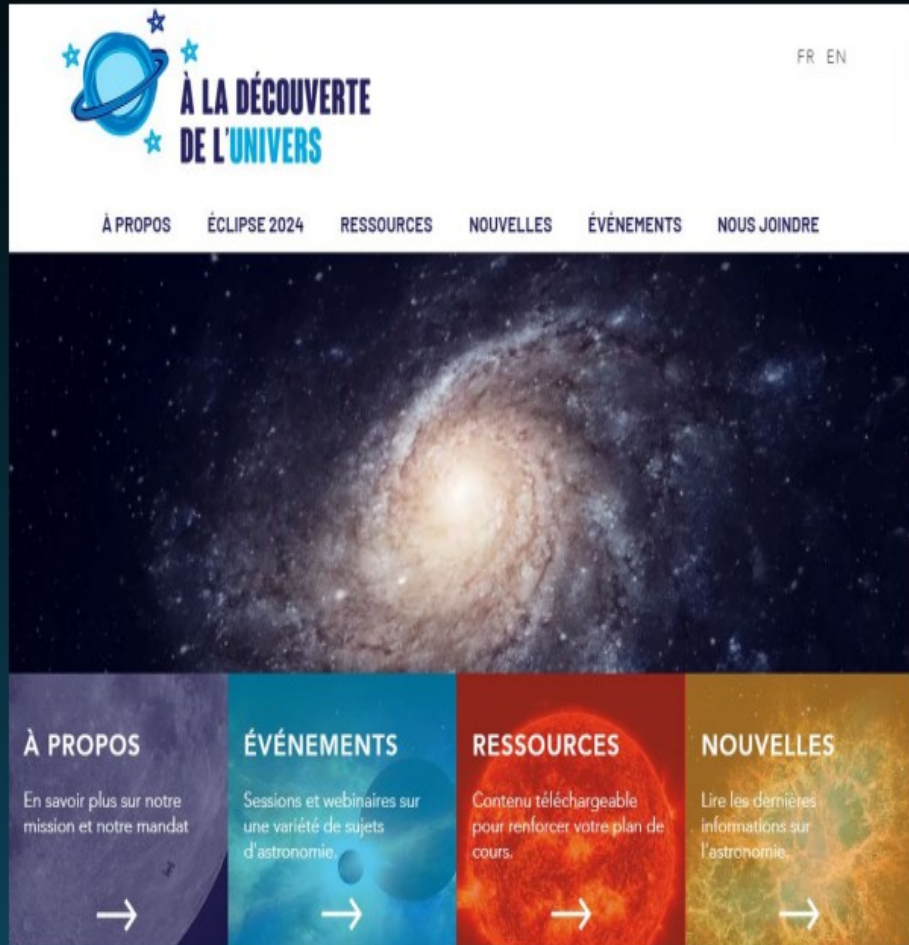 À LA DÉCOUVERTE
DE L'UNIVERS
FR EN
À PROPOS ÉCLIPSE 2024 RESSOURCES NOUVELLES ÉVÉNEMENTS NOUS JOINDRE
À PROPOS
En savoir plus sur notre
mission et notre mandat
ÉVÉNEMENTS
Sessions et webinaires sur
une variété de sujets
d'astronomie.
RESSOURCES
Contenu téléchargeable
pour renforcer votre plan de
cours.
NOUVELLES
Lire les dernières
informations sur
l'astronomie.